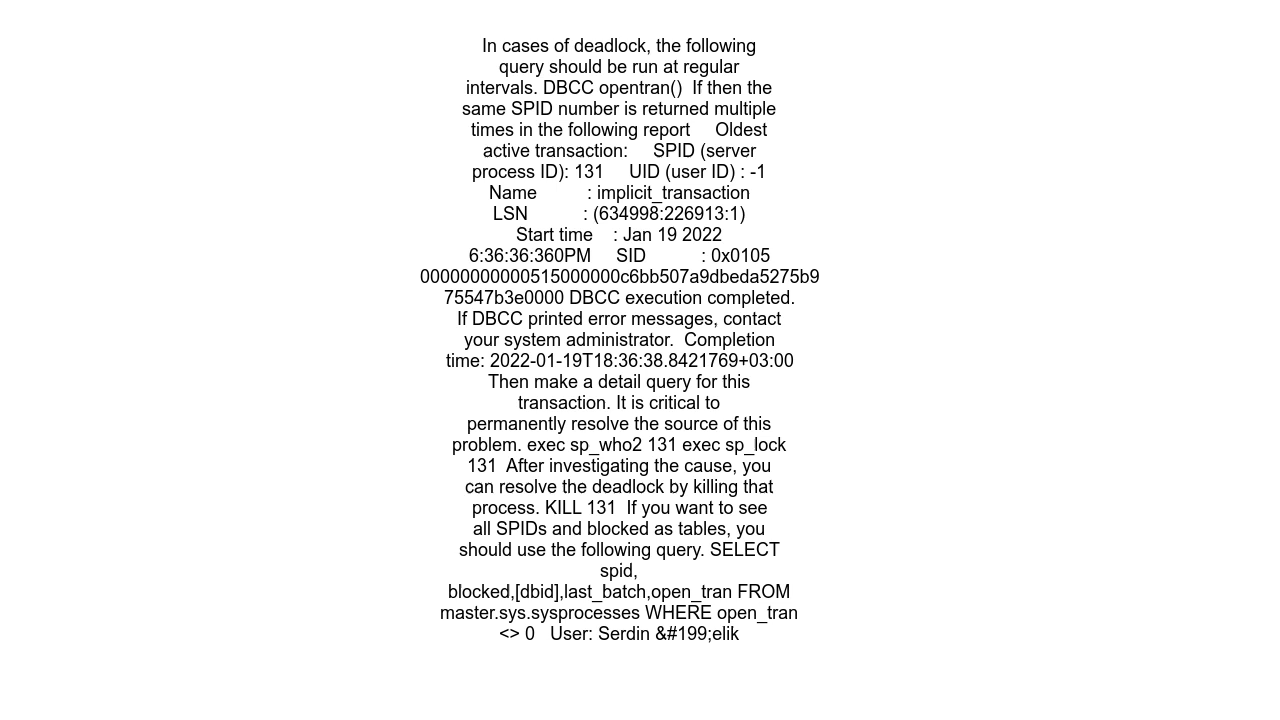 In cases of deadlock, the following
query should be run at regular
intervals. DBCC opentran()  If then the
same SPID number is returned multiple
times in the following report     Oldest
active transaction:     SPID (server
process ID): 131     UID (user ID) : -1
Name          : implicit_transaction
LSN           : (634998:226913:1)
Start time    : Jan 19 2022
6:36:36:360PM     SID           : 0x0105
00000000000515000000c6bb507a9dbeda5275b9
75547b3e0000 DBCC execution completed.
If DBCC printed error messages, contact
your system administrator.  Completion
time: 2022-01-19T18:36:38.8421769+03:00
Then make a detail query for this
transaction. It is critical to
permanently resolve the source of this
problem. exec sp_who2 131 exec sp_lock
131  After investigating the cause, you
can resolve the deadlock by killing that
process. KILL 131  If you want to see
all SPIDs and blocked as tables, you
should use the following query. SELECT
spid,
blocked,[dbid],last_batch,open_tran FROM
master.sys.sysprocesses WHERE open_tran
<> 0   User: Serdin &#199;elik